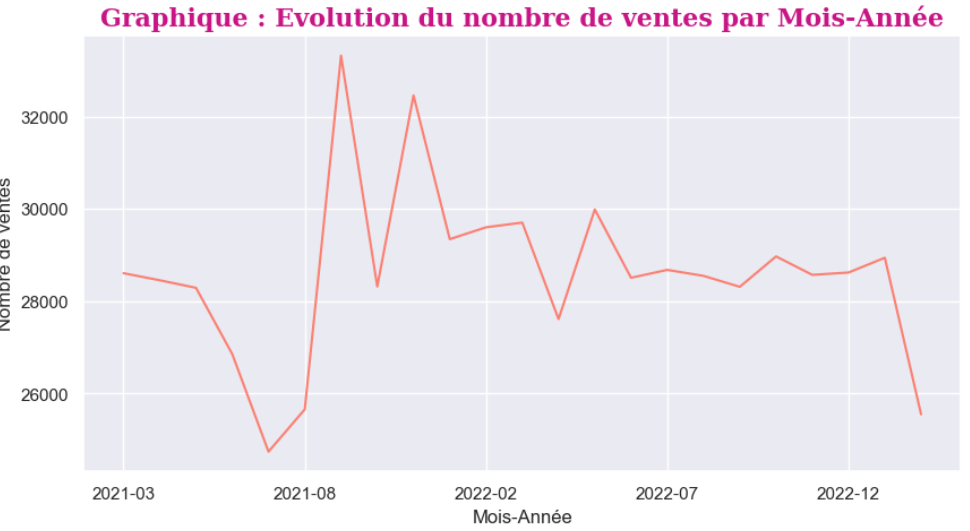 Graphique : Evolution du nombre de ventes par Mois-Année
Nombre de ventes
32000
30000
28000
26000
2021-03 2021-08 2022-02 2022-07 2022-12
Mois-Année